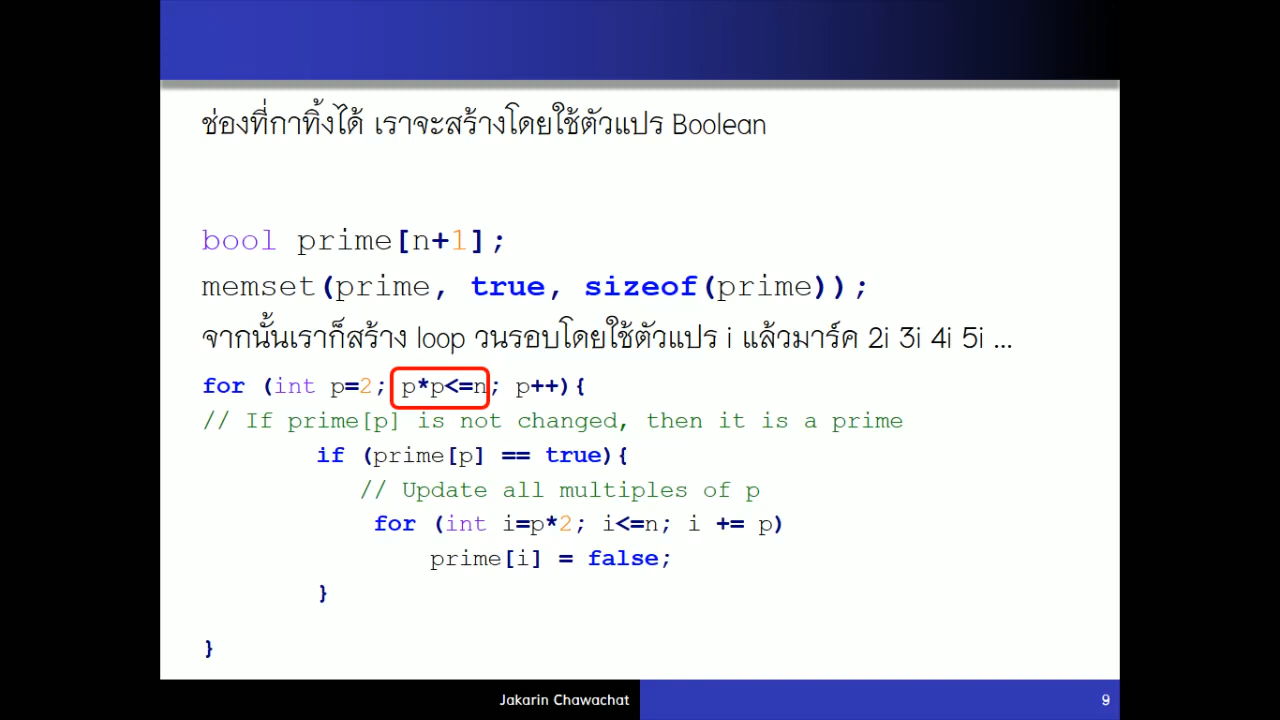 ช่องที่กาทิ้งได้ เราจะสร้างโดยใช้ตัวแปร Boolean
bool prime[n+1];
memset(prime, true, sizeof(prime));
จากนั้นเราก็สร้าง loop วนรอบโดยใช้ตัวแปร i แล้วมาร์ค 2i 3i 4i 5i ...
for (int p=2; p*p<=n; p++){
// If prime[p] is not changed, then it is a prime
if (prime[p] == true){
// Update all multiples of p
for (int i=p*2; i<=n; i += p)
prime[i] = false;
}
}
Jakarin Chawachat
9